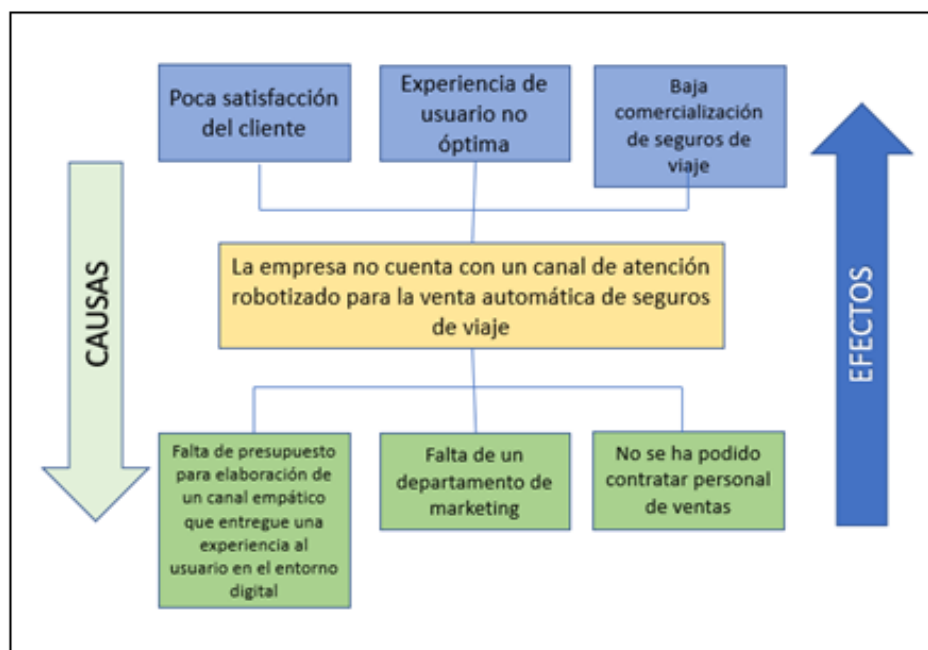 Poca satisfacción
del cliente
Experiencia de
usuario no
óptima
Baja
comercialización
de seguros de
viaje
CAUSAS
La empresa no cuenta con un canal de atención
robotizado para la venta automática de seguros
de viaje
EFECTOS
Falta de presupuesto
para elaboración de
un canal empático
que entregue una
experiencia al
usuario en el entorno
digital
Falta de un
departamento de
marketing
No se ha podido
contratar personal
de ventas